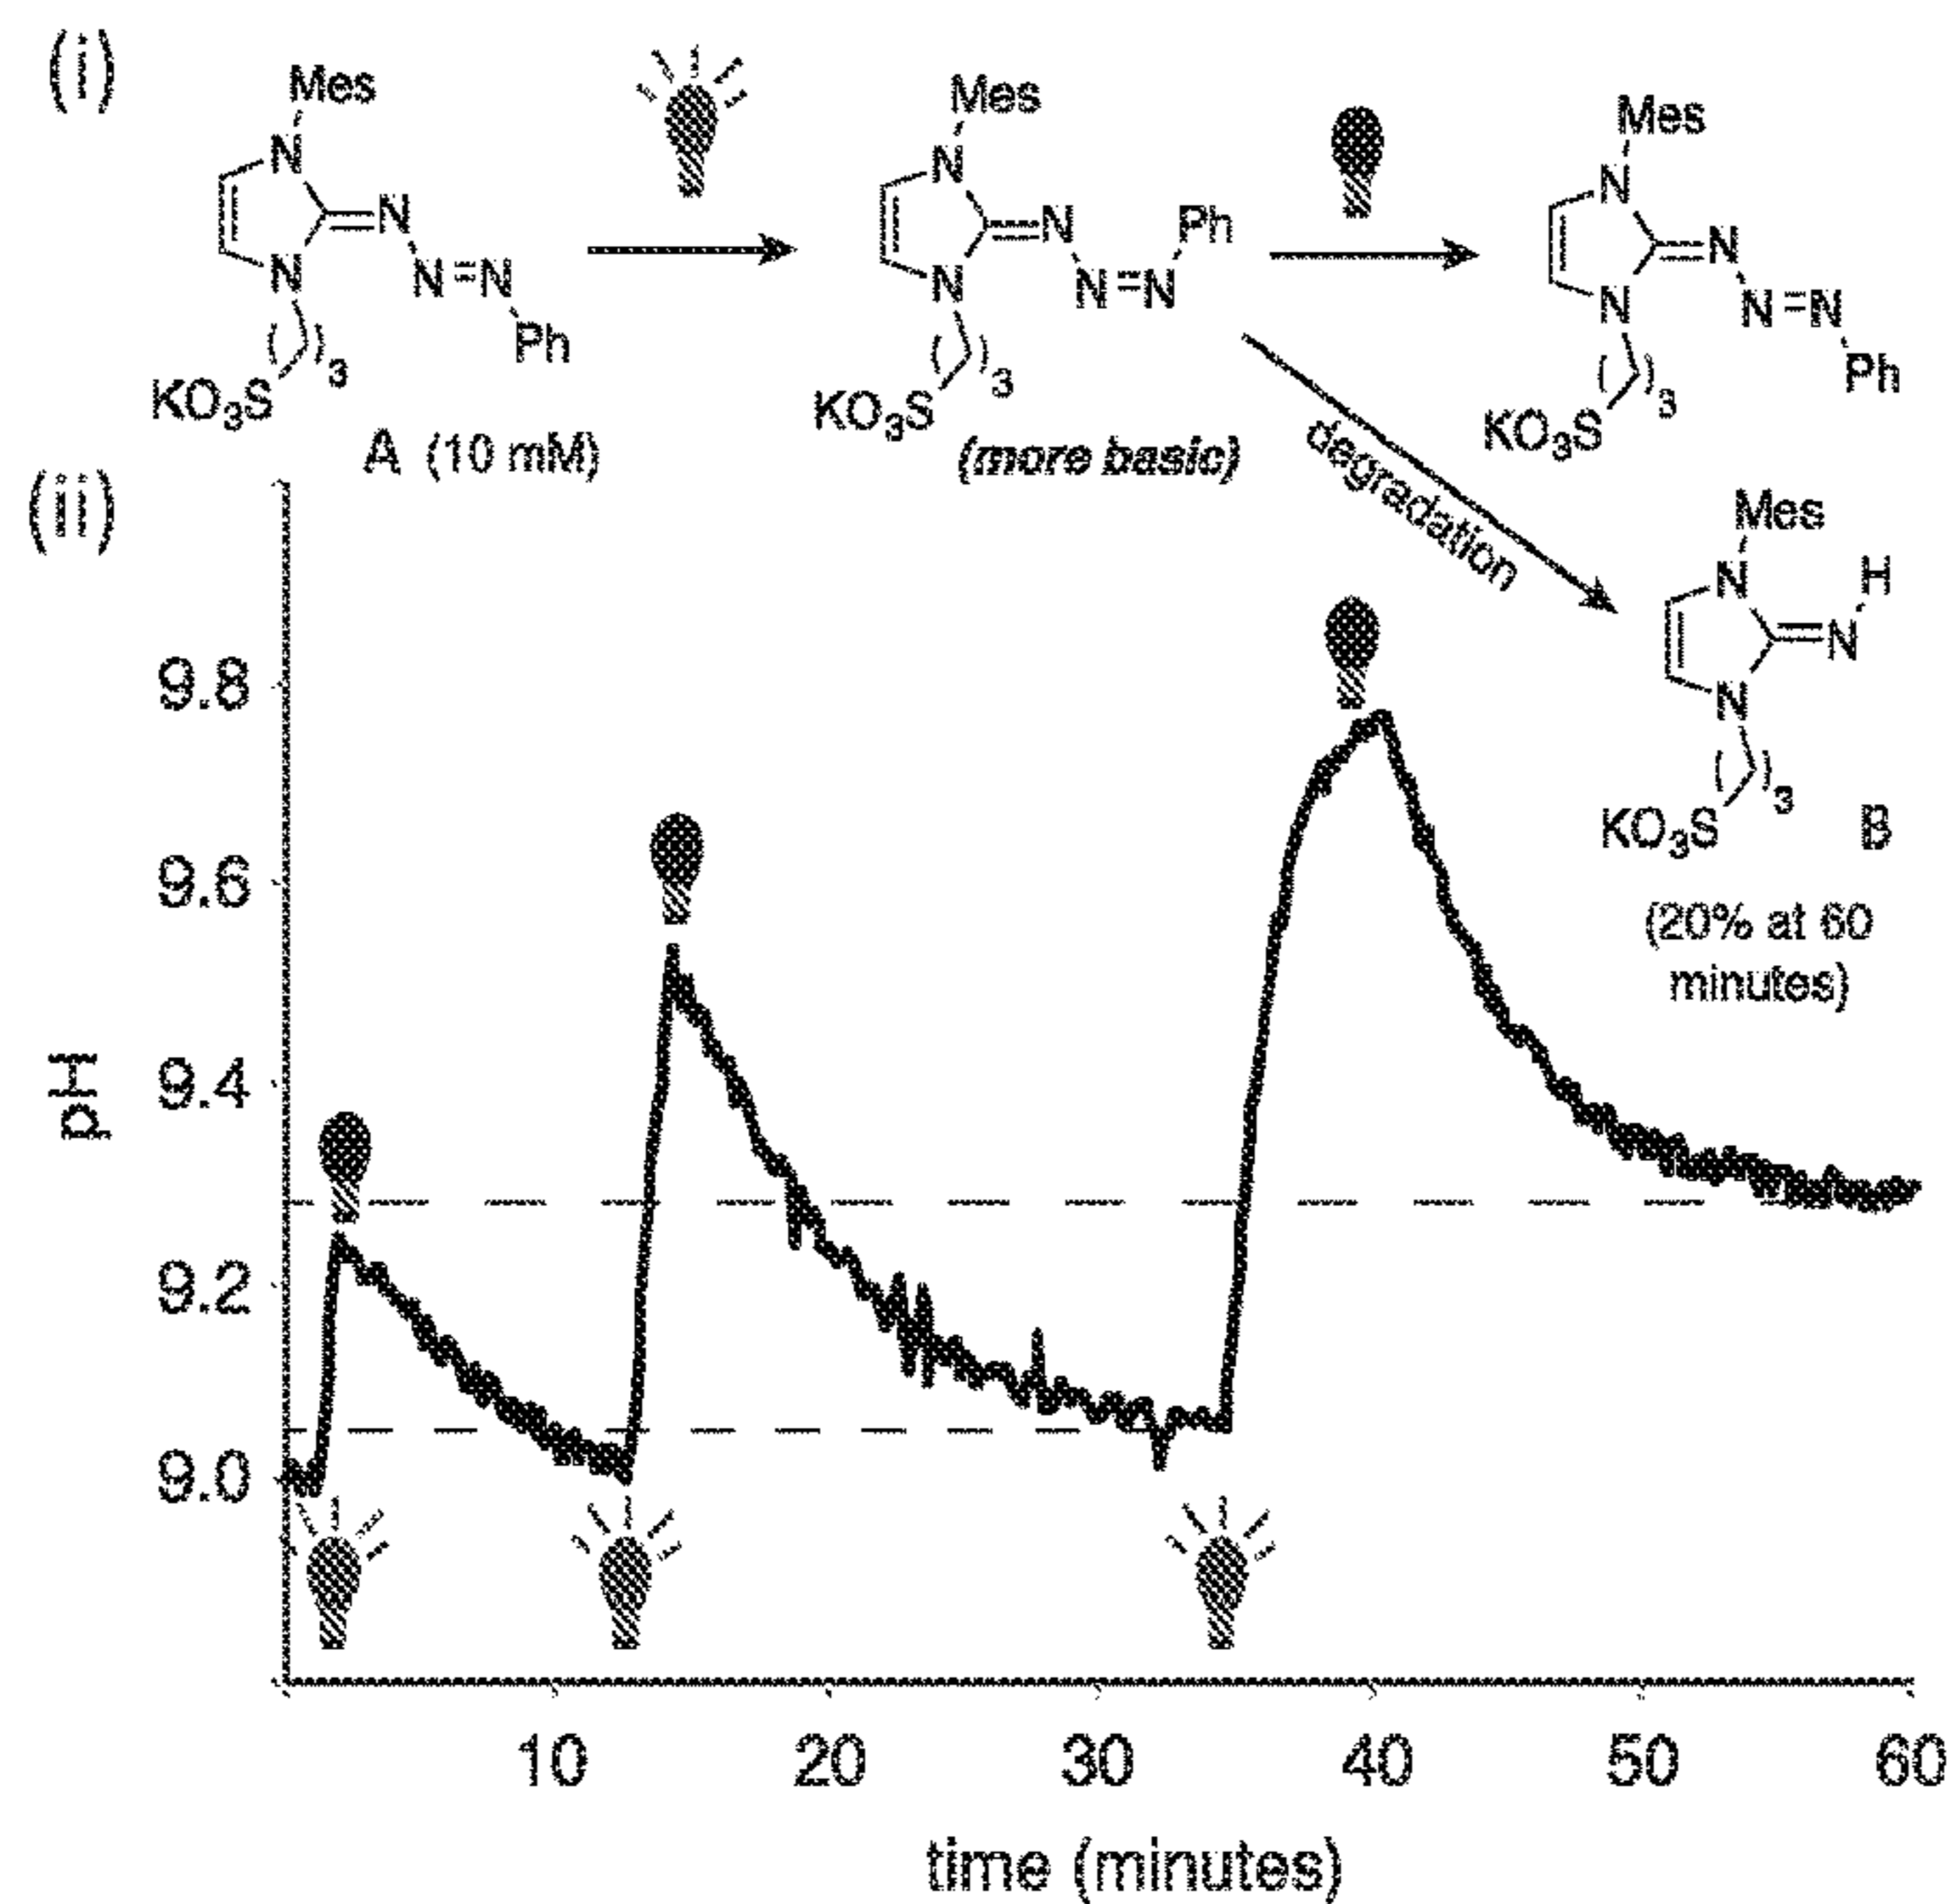 (i)
Mes
N
N
N
N=N
Ph
( )3
KO3S
A (10 mM)
Mes
N
N
N
N=N
Ph
( )3
KO3S
(more basic)
Mes
N
N
N
N=N
Ph
( )3
KO3S
degradation
Mes
N
H
N
N
( )3
KO3S
B
(20% at 60
minutes)
(ii)
pH
9.8
9.6
9.4
9.2
9.0
10 20 30 40 50 60
time (minutes)